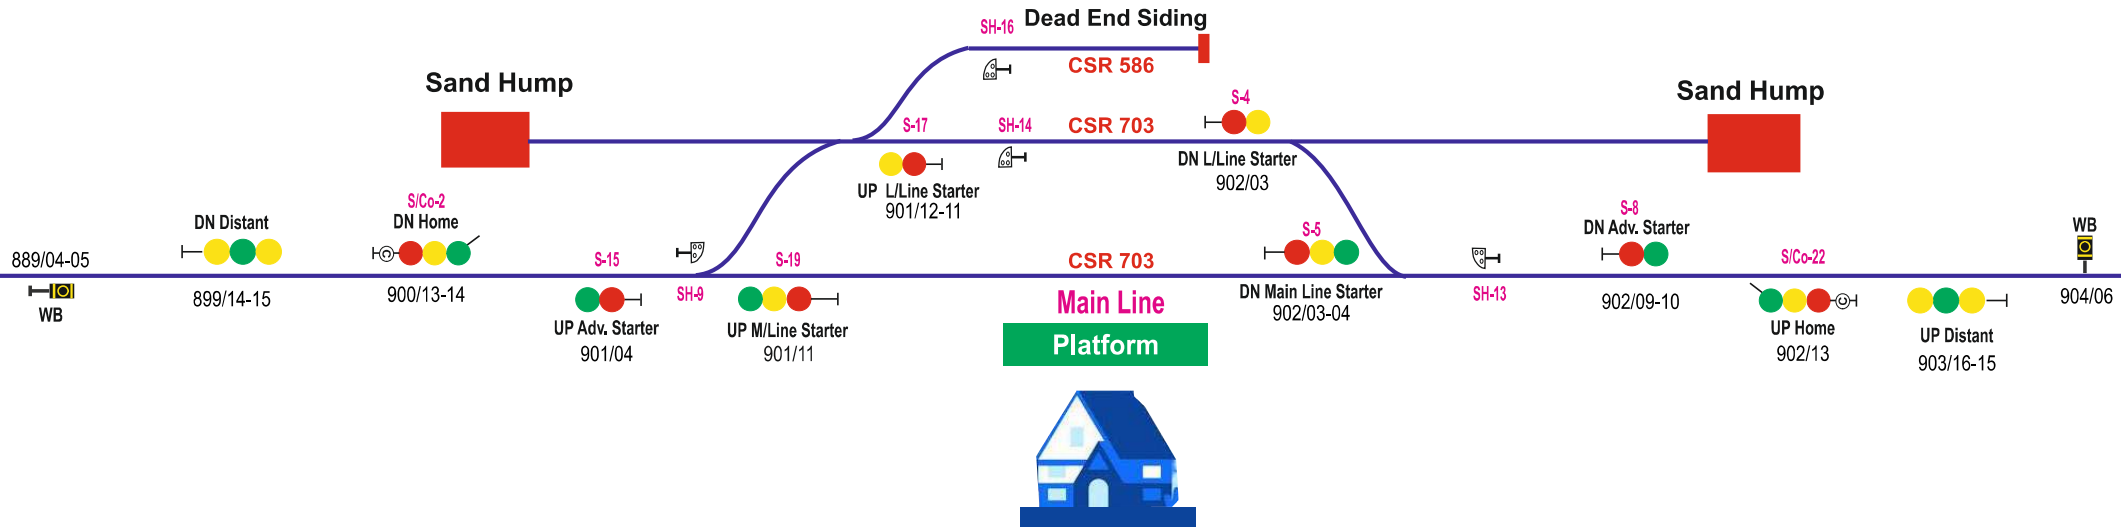 SH-16
Dead End Siding
CSR 586
Sand Hump
Sand Hump
S-17
SH-14
CSR 703
S-4
UP L/Line Starter
901/12-11
DN L/Line Starter
902/03
889/04-05
WB
DN Distant
899/14-15
S/Co-2
DN Home
900/13-14
S-15
UP Adv. Starter
901/04
SH-9
S-19
UP M/Line Starter
901/11
CSR 703
Main Line
Platform
S-5
DN Main Line Starter
902/03-04
SH-13
S-8
DN Adv. Starter
902/09-10
S/Co-22
UP Home
902/13
UP Distant
903/16-15
WB
904/06
C
C